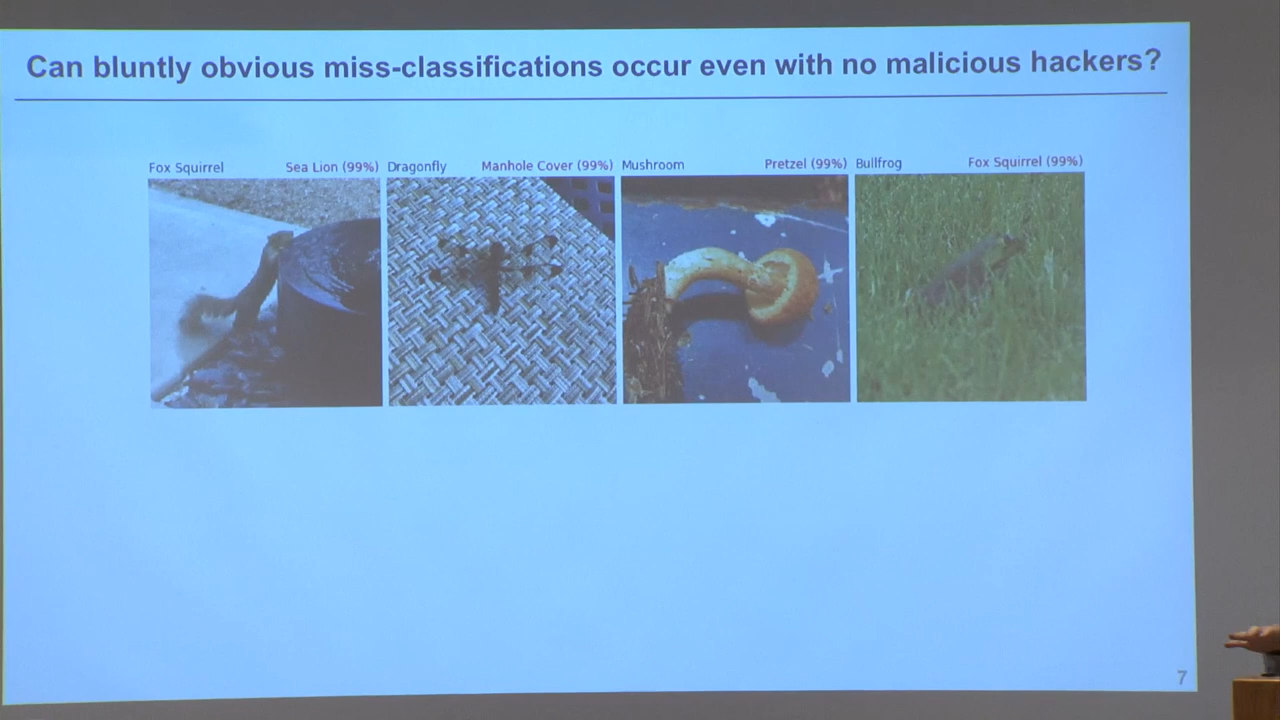 Can bluntly obvious miss-classifications occur even with no malicious hackers?
Fox Squirrel Sea Lion (99%) Dragonfly Manhole Cover (99%) Mushroom Pretzel (99%) Bullfrog Fox Squirrel (99%)
7